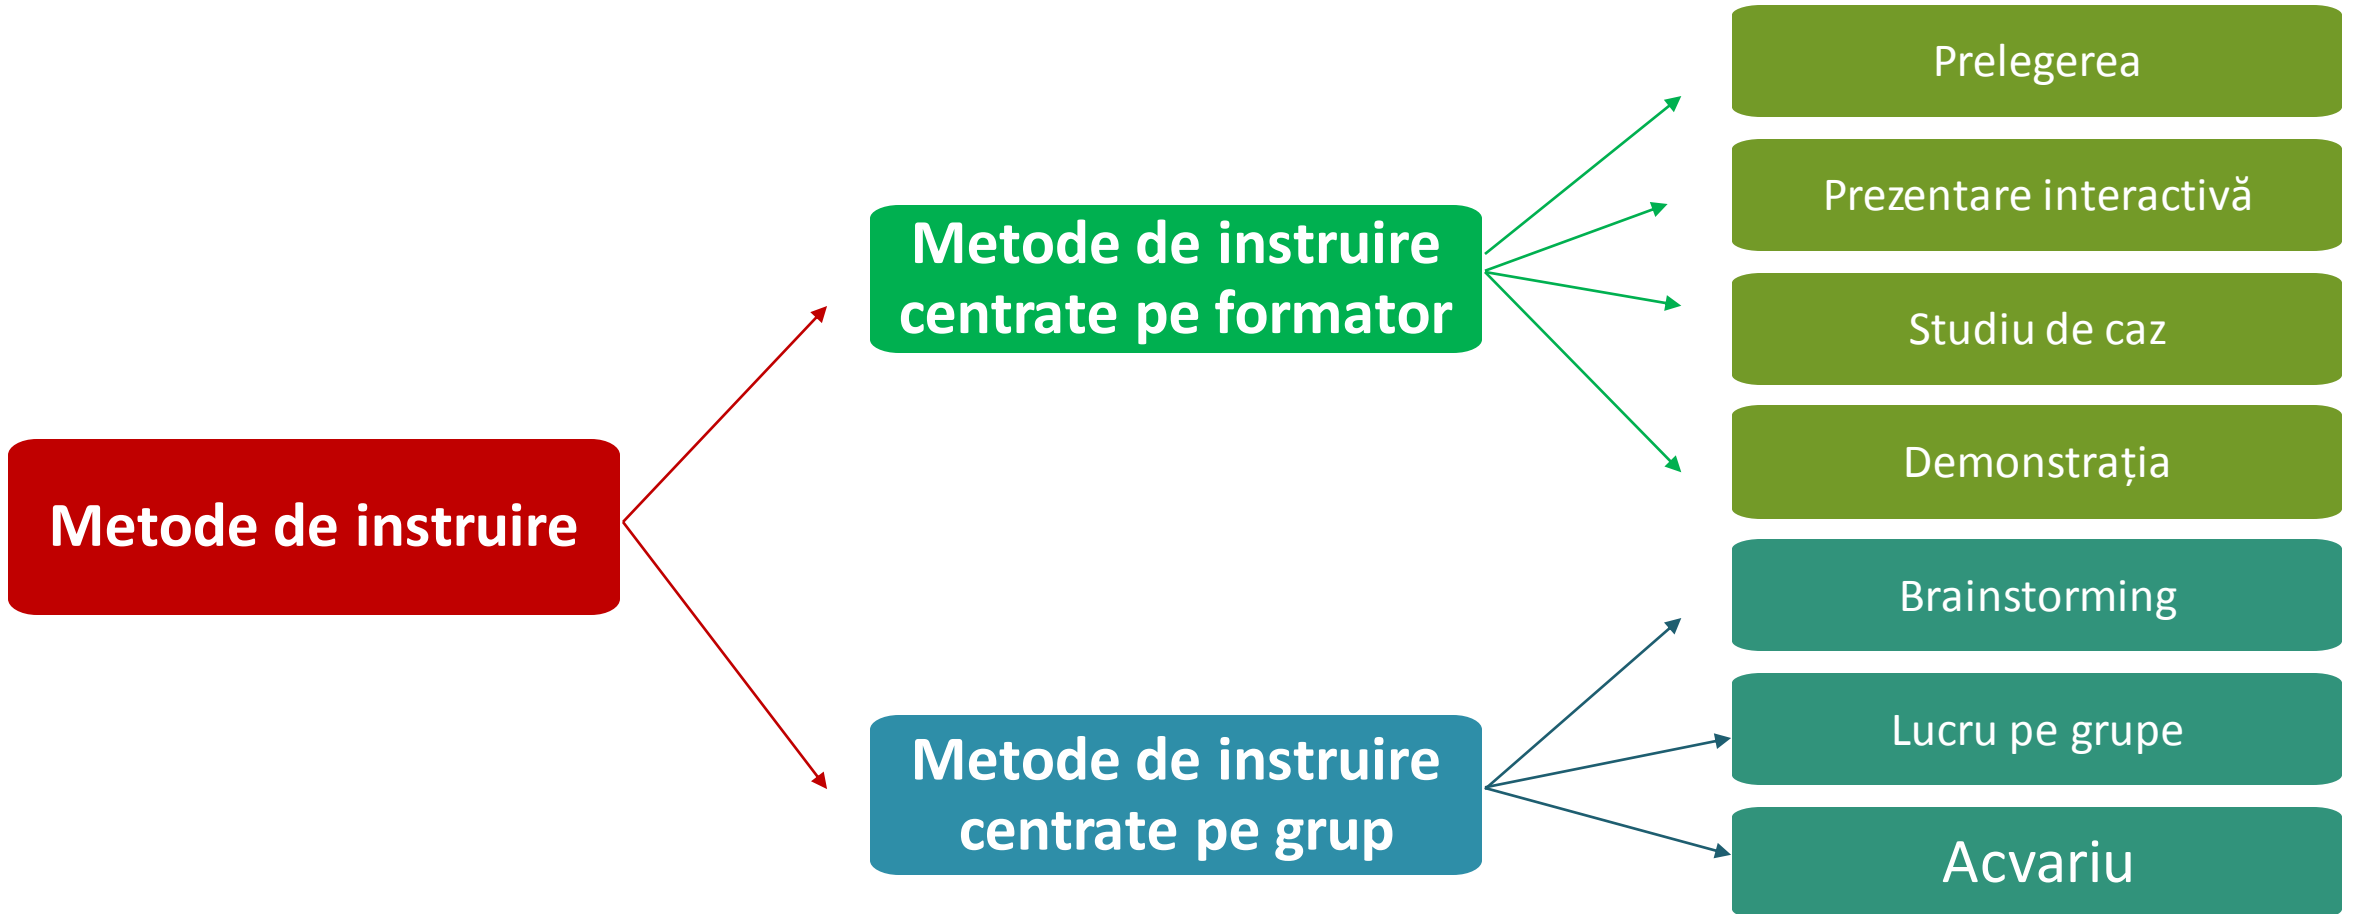 Metode de instruire
Metode de instruire
centrate pe formator
Prelegerea
Prezentare interactivă
Studiu de caz
Demonstrația
Metode de instruire
centrate pe grup
Brainstorming
Lucru pe grupe
Acvariu